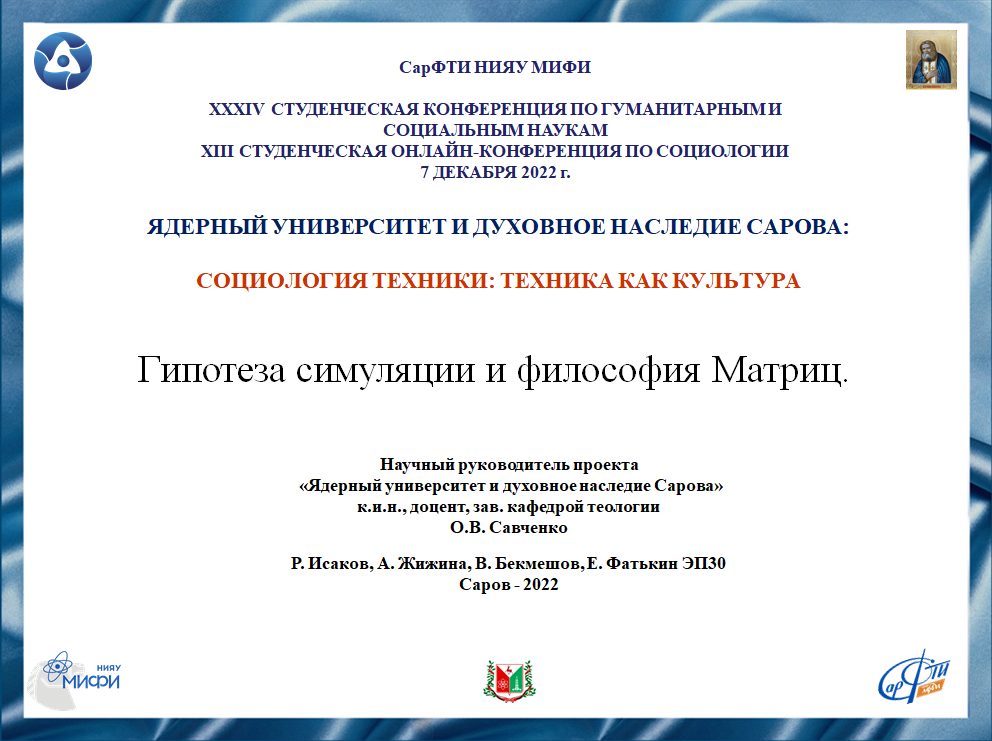 СарФТИ НИЯУ МИФИ
XXXIV СТУДЕНЧЕСКАЯ КОНФЕРЕНЦИЯ ПО ГУМАНИТАРНЫМ И
СОЦИАЛЬНЫМ НАУКАМ
XIII СТУДЕНЧЕСКАЯ ОНЛАЙН-КОНФЕРЕНЦИЯ ПО СОЦИОЛОГИИ
7 ДЕКАБРЯ 2022 г.
ЯДЕРНЫЙ УНИВЕРСИТЕТ И ДУХОВНОЕ НАСЛЕДИЕ САРОВА:
СОЦИОЛОГИЯ ТЕХНИКИ: ТЕХНИКА КАК КУЛЬТУРА
Гипотеза симуляции и философия Матриц.
Научный руководитель проекта
«Ядерный университет и духовное наследие Сарова»
к.и.н., доцент, зав. кафедрой теологии
О.В. Савченко
Р. Исаков, А. Жижина, В. Бекмешов, Е. Фатькин ЭП30
Саров - 2022
НИЯУ
МИФИ
СарФТИ
МИФИ